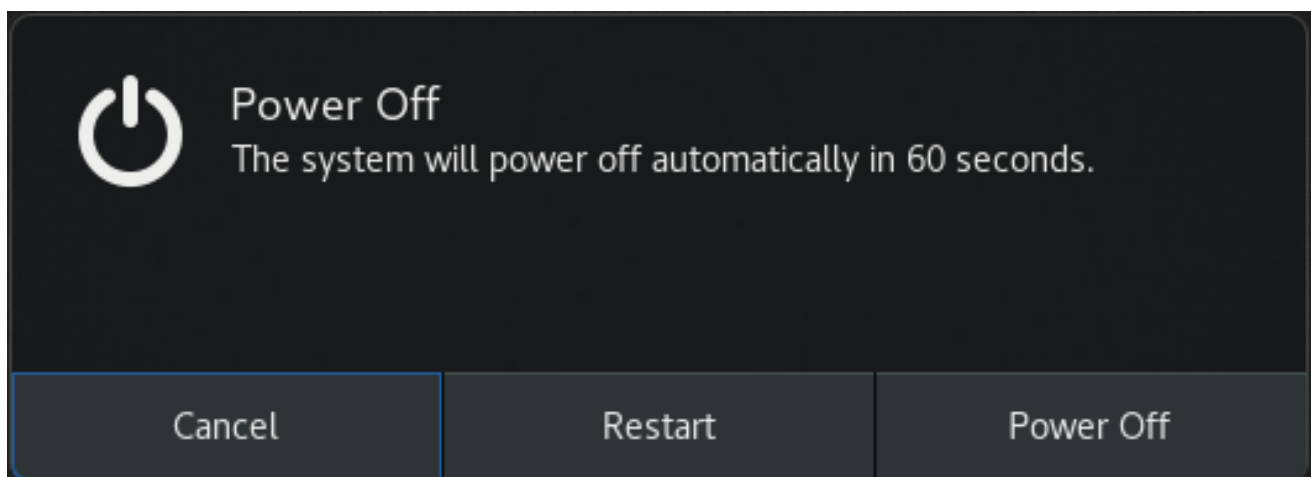 Power Off
The system will power off automatically in 60 seconds.
Cancel
Restart
Power Off